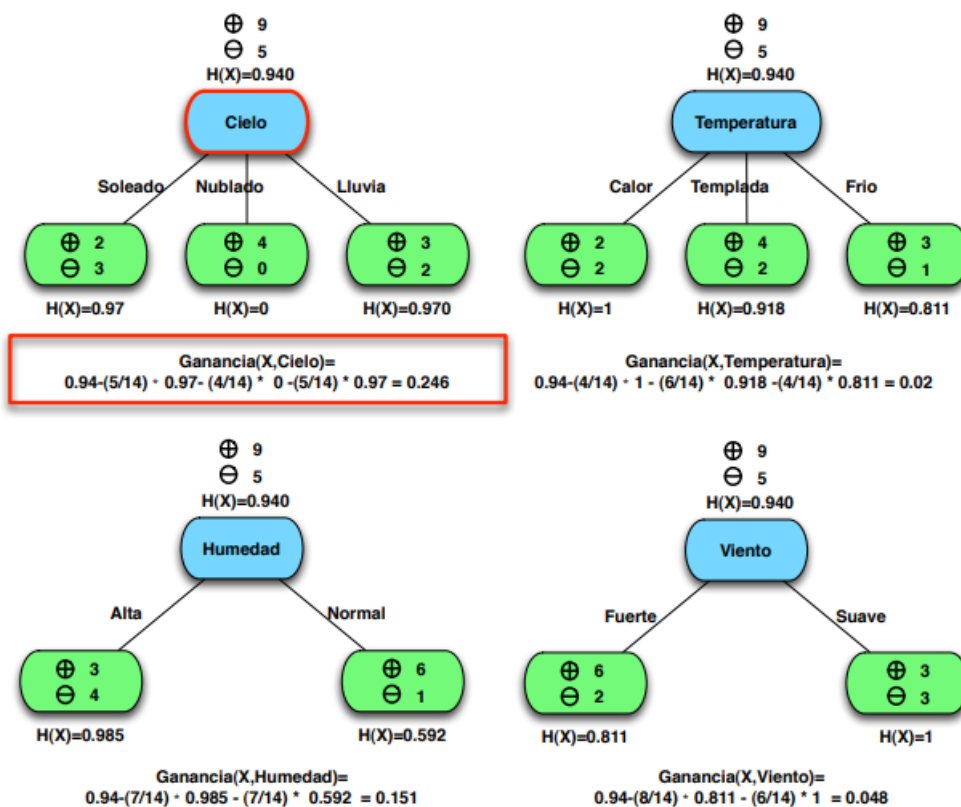 ⊕ 9
⊖ 5
H(X)=0.940
Cielo
Soleado Nublado Lluvia
⊕ 2
⊖ 3
⊕ 4
⊖ 0
⊕ 3
⊖ 2
H(X)=0.97 H(X)=0 H(X)=0.970
Ganancia(X,Cielo)=
0.94-(5/14) * 0.97- (4/14) * 0 -(5/14) * 0.97 = 0.246
⊕ 9
⊖ 5
H(X)=0.940
Temperatura
Calor Templada Frio
⊕ 2
⊖ 2
⊕ 4
⊖ 2
⊕ 3
⊖ 1
H(X)=1 H(X)=0.918 H(X)=0.811
Ganancia(X,Temperatura)=
0.94-(4/14) * 1 - (6/14) * 0.918 -(4/14) * 0.811 = 0.02
⊕ 9
⊖ 5
H(X)=0.940
Humedad
Alta Normal
⊕ 3
⊖ 4
⊕ 6
⊖ 1
H(X)=0.985 H(X)=0.592
Ganancia(X,Humedad)=
0.94-(7/14) * 0.985 - (7/14) * 0.592 = 0.151
⊕ 9
⊖ 5
H(X)=0.940
Viento
Fuerte Suave
⊕ 6
⊖ 2
⊕ 3
⊖ 3
H(X)=0.811 H(X)=1
Ganancia(X,Viento)=
0.94-(8/14) * 0.811 - (6/14) * 1 = 0.048